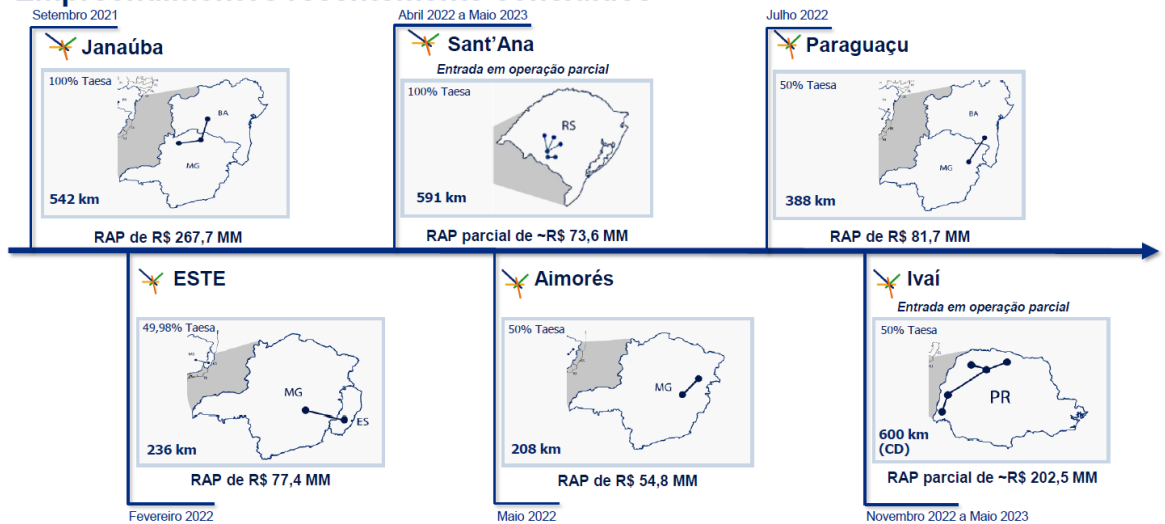 Setembro 2021
Janaúba
100% Taesa
BA
MG
542 km
RAP de R$ 267,7 MM
Abril 2022 a Maio 2023
Sant'Ana
Entrada em operação parcial
100% Taesa
RS
591 km
RAP parcial de ~R$ 73,6 MM
Julho 2022
Paraguaçu
50% Taesa
BA
MG
388 km
RAP de R$ 81,7 MM
ESTE
49,98% Taesa
MG
ES
236 km
RAP de R$ 77,4 MM
Fevereiro 2022
Aimorés
50% Taesa
MG
208 km
RAP de R$ 54,8 MM
Maio 2022
Ivaí
Entrada em operação parcial
50% Taesa
PR
600 km
(CD)
RAP parcial de ~R$ 202,5 MM
Novembro 2022 a Maio 2023